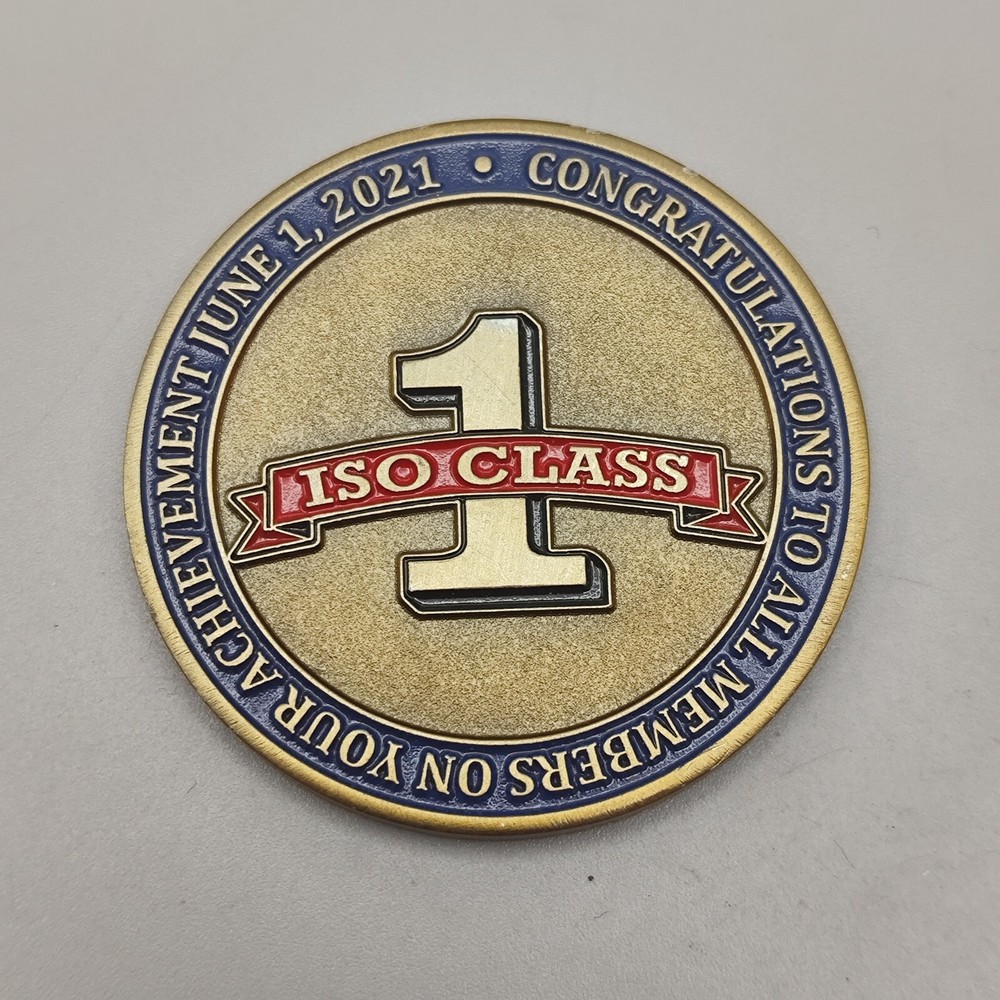 CONGRATULATIONS TO ALL MEMBERS ON YOUR ACHIEVEMENT JUNE 1, 2021 •
1
ISO CLASS